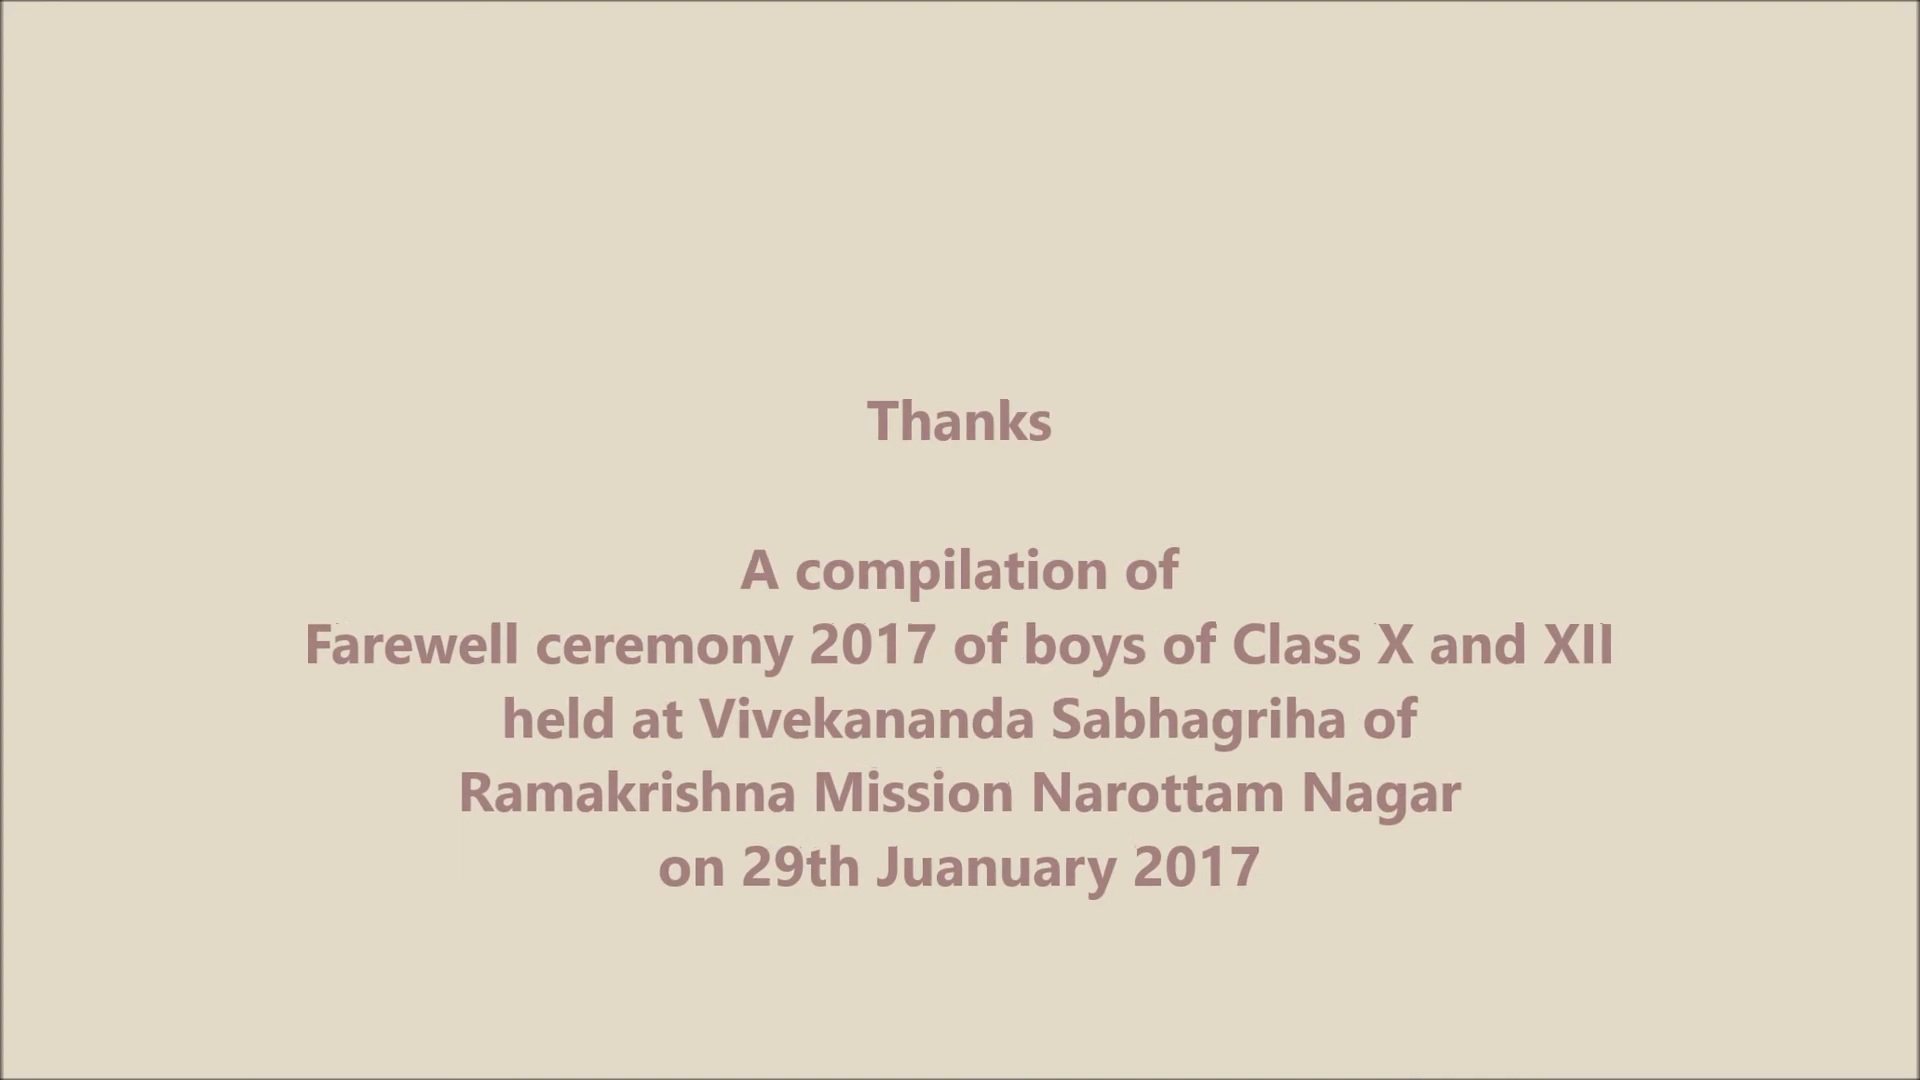 Thanks
A compilation of
Farewell ceremony 2017 of boys of Class X and XII
held at Vivekananda Sabhagriha of
Ramakrishna Mission Narottam Nagar
on 29th Juanuary 2017